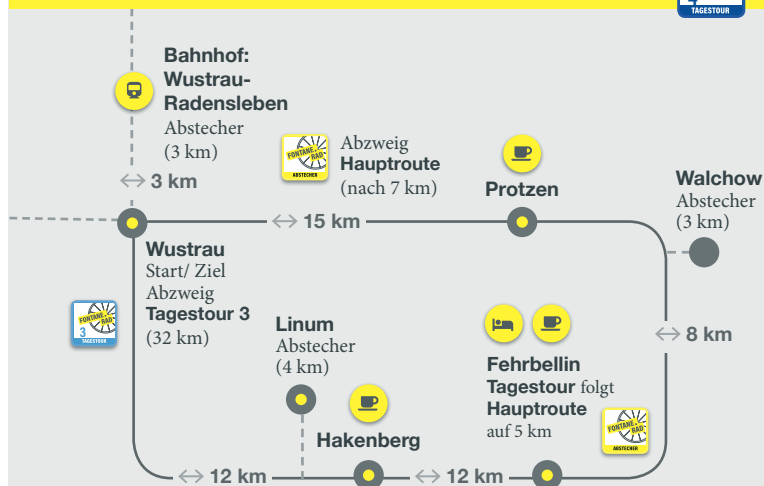 TAGESTOUR
Bahnhof:
Wustrau-
Radensleben
Abstecher
(3 km)
3 km
FONTANE.RAD
ABSTECHER
Abzweig
Hauptroute
(nach 7 km)
Protzen
Walchow
Abstecher
(3 km)
15 km
Wustrau
Start/ Ziel
Abzweig
Tagestour 3
(32 km)
FONTANE.RAD
3
TAGESTOUR
Linum
Abstecher
(4 km)
8 km
Fehrbellin
Tagestour folgt
Hauptroute
auf 5 km
FONTANE.RAD
ABSTECHER
Hakenberg
12 km
12 km